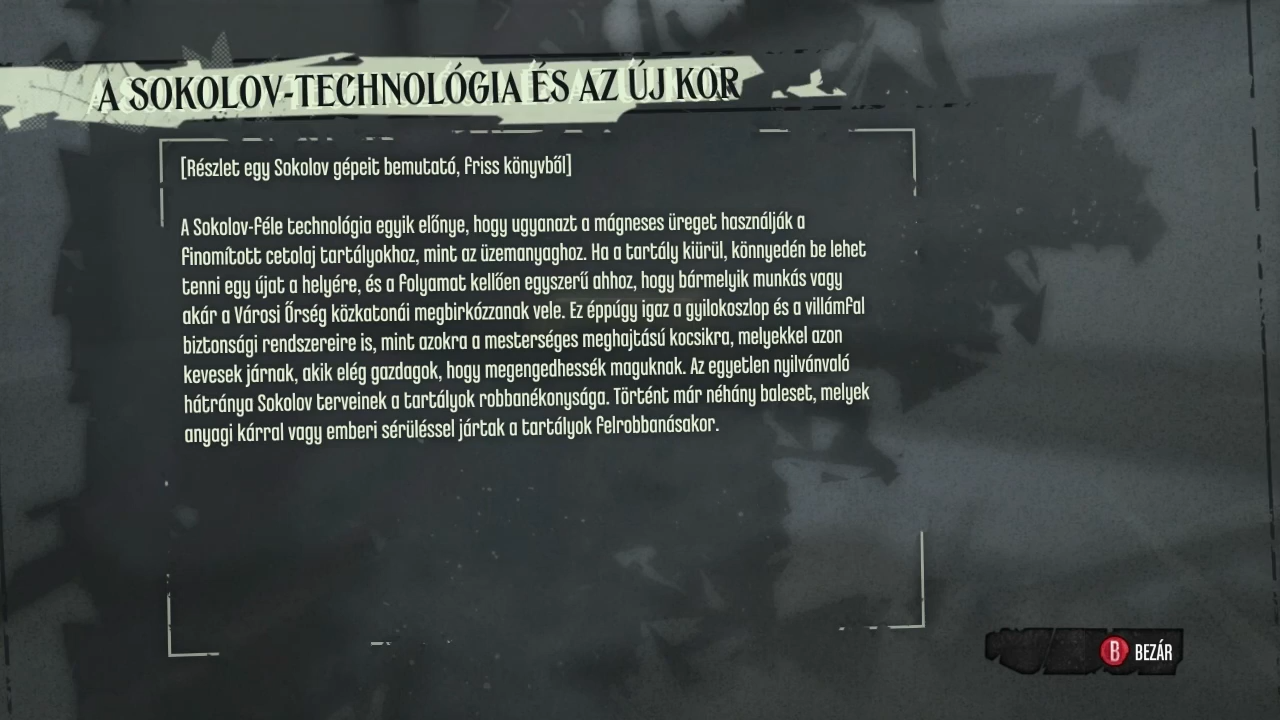 A SOKOLOV-TECHNOLÓGIA ÉS AZ ÚJ KOR
[Részlet egy Sokolov gépeit bemutató, friss könyvből]
A Sokolov-féle technológia egyik előnye, hogy ugyanazt a mágneses üreget használják a
finomított cetolaj tartályokhoz, mint az üzemanyaghoz. Ha a tartály kiürül, könnyedén be lehet
tenni egy újat a helyére, és a folyamat kellően egyszerű ahhoz, hogy bármelyik munkás vagy
akár a Városi Őrség közkatonái megbirkózzanak vele. Ez éppúgy igaz a gyilokoszlop és a villámfal
biztonsági rendszereire is, mint azokra a mesterséges meghajtású kocsikra, melyekkel azon
kevesek járnak, akik elég gazdagok, hogy megengedhessék maguknak. Az egyetlen nyilvánvaló
hátránya Sokolov terveinek a tartályok robbanékonysága. Történt már néhány baleset, melyek
anyagi kárral vagy emberi sérüléssel jártak a tartályok felrobbanásakor.
B BEZÁR